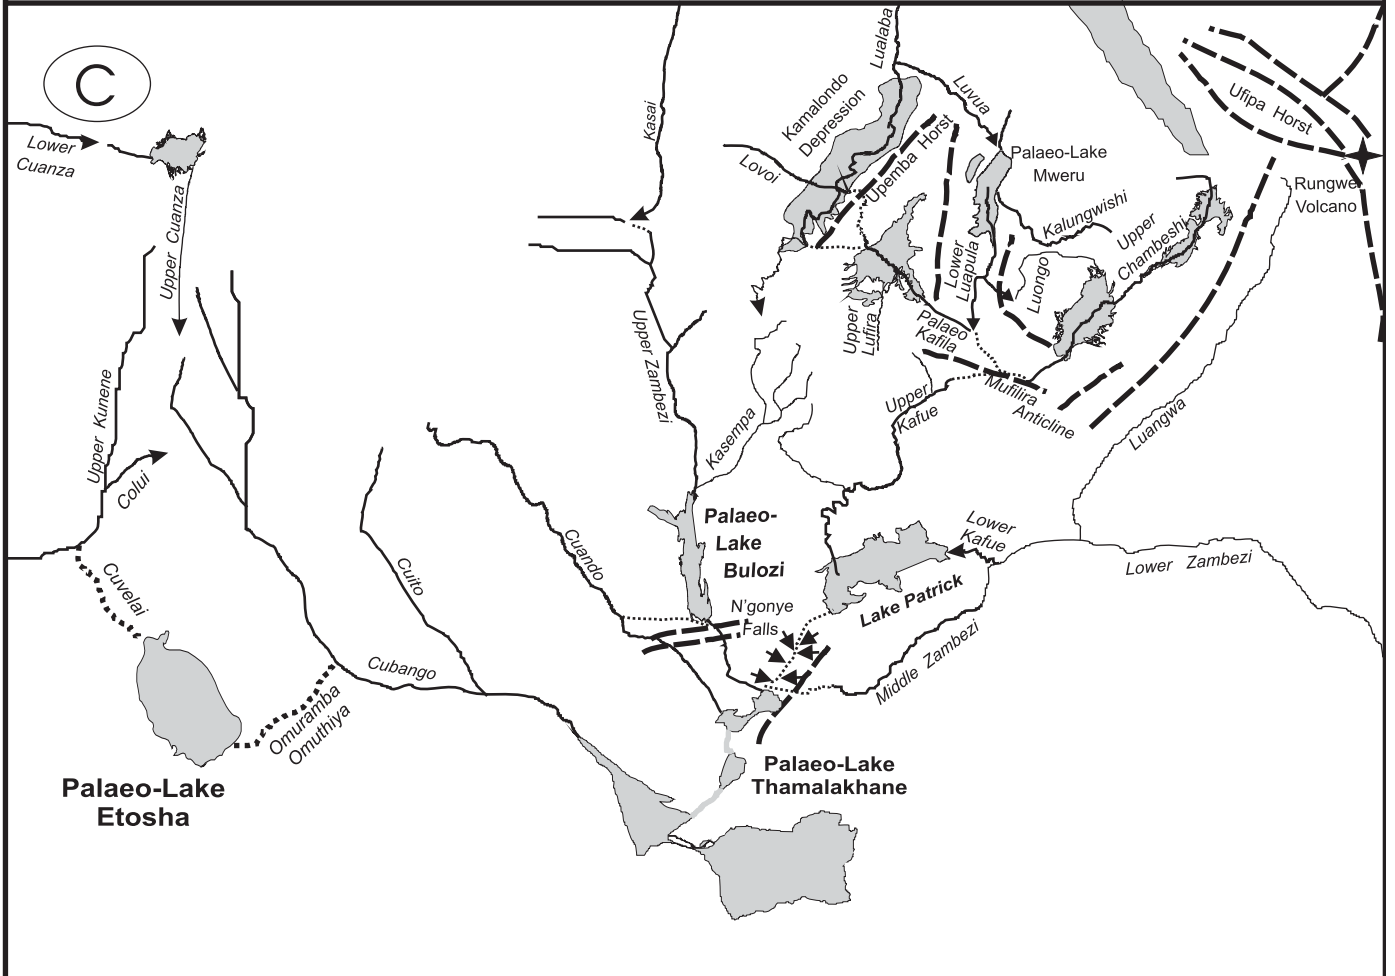 C
Lower
Cuanza
Upper Cuanza
Upper Kunene
Colui
Cuvelai
Palaeo-Lake
Etosha
Omuramba
Omuthiya
Cubango
Cuito
Cuando
Kasai
Upper Zambezi
Kasempa
Palaeo-
Lake
Bulozi
N'gonye
Falls
Palaeo-Lake
Thamalakhane
Lualaba
Kamalondo
Depression
Lovoi
Upemba Horst
Luvua
Palaeo-Lake
Mweru
Kalungwishi
Lower
Luapula
Luongo
Upper
Chambeshi
Upper
Lufira
Palaeo
Kafila
Mufilira
Anticline
Upper
Kafue
Luangwa
Ufipa Horst
Rungwe
Volcano
Lower
Kafue
Lake Patrick
Middle Zambezi
Lower Zambezi